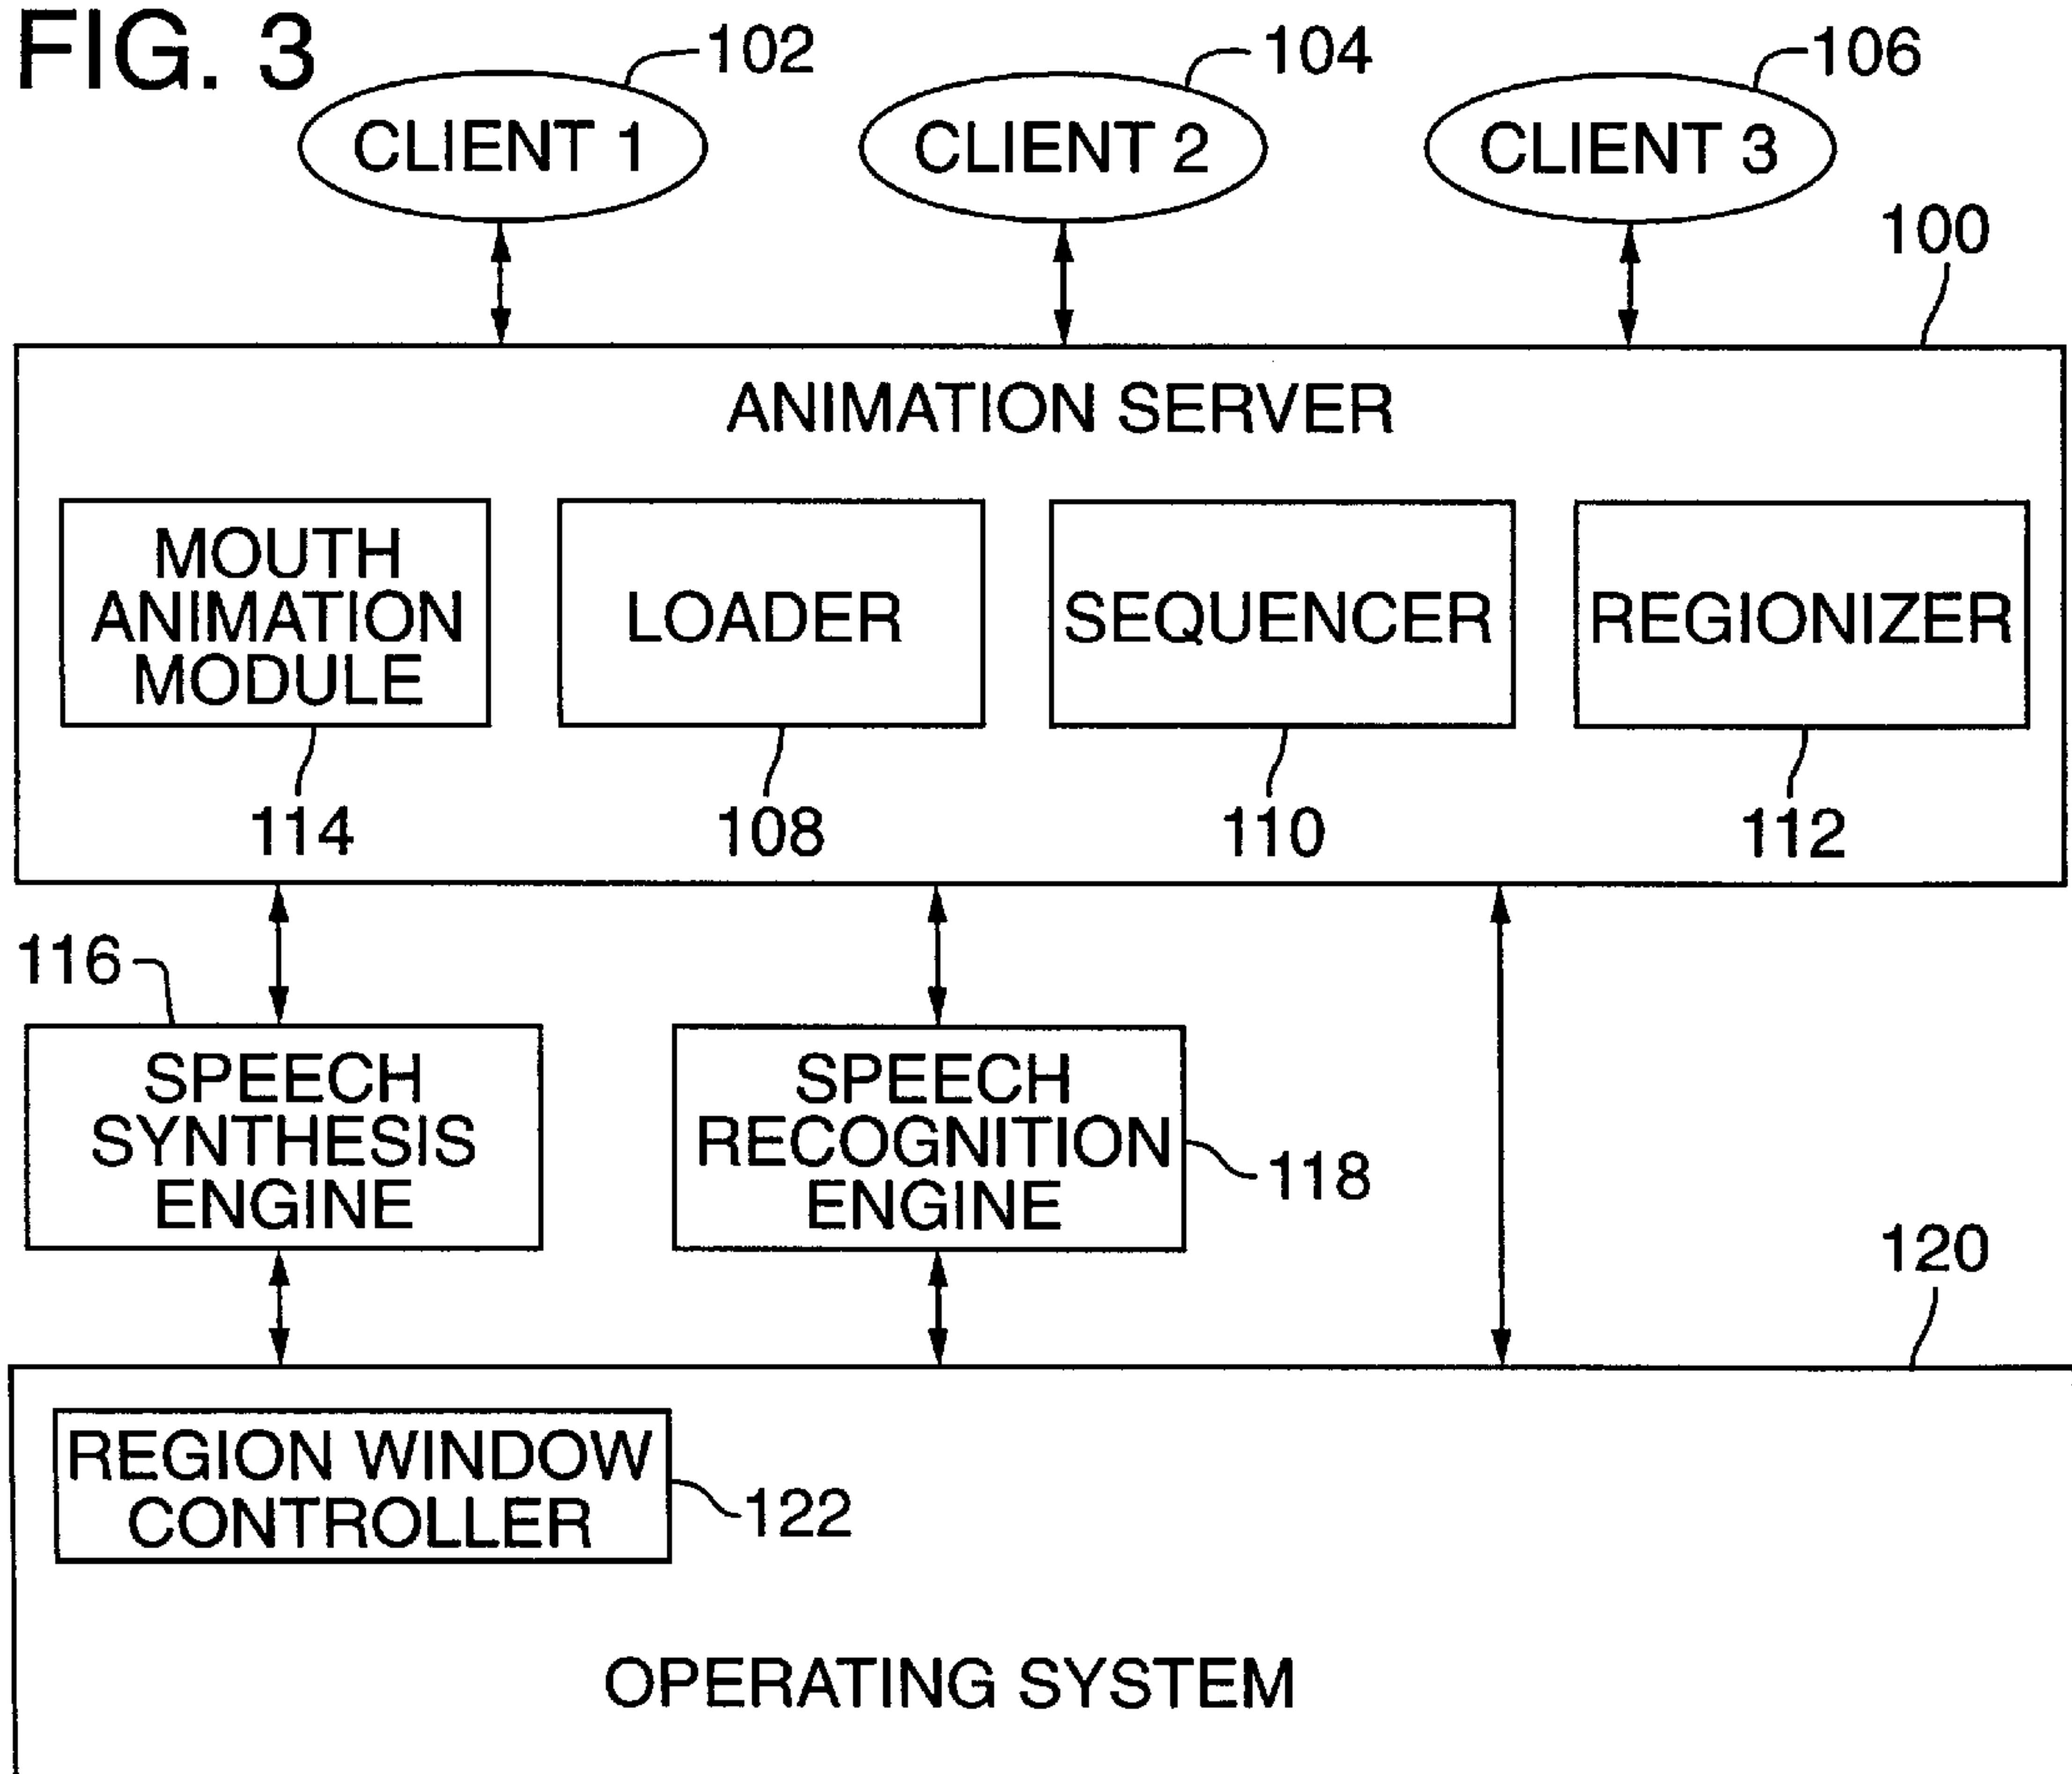 FIG. 3
102
104
106
CLIENT 1
CLIENT 2
CLIENT 3
100
ANIMATION SERVER
MOUTH
ANIMATION
MODULE
LOADER
SEQUENCER
REGIONIZER
114
108
110
112
116
SPEECH
SYNTHESIS
ENGINE
SPEECH
RECOGNITION
ENGINE
118
120
REGION WINDOW
CONTROLLER
122
OPERATING SYSTEM